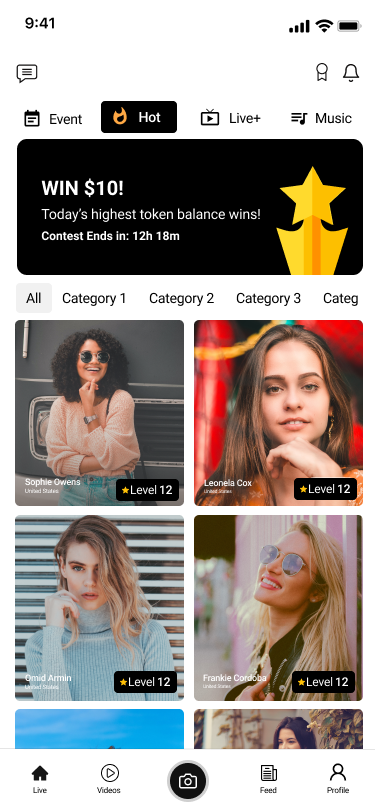 9:41
Event
Hot
Live+
Music
WIN $10!
Today's highest token balance wins!
Contest Ends in: 12h 18m
All
Category 1
Category 2
Category 3
Categ
Sophie Owens
United States
Level 12
Leonela Cox
United States
Level 12
Omid Armin
United States
Level 12
Frankie Cordoba
United States
Level 12
Live
Videos
Feed
Profile